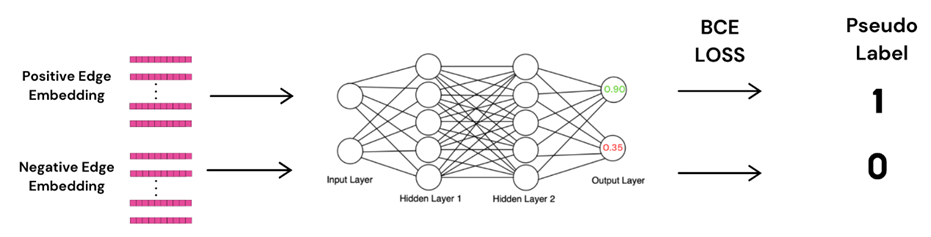 Positive Edge
Embedding
Negative Edge
Embedding
Input Layer
Hidden Layer 1
Hidden Layer 2
0.90
0.35
Output Layer
BCE
LOSS
Pseudo
Label
1
0